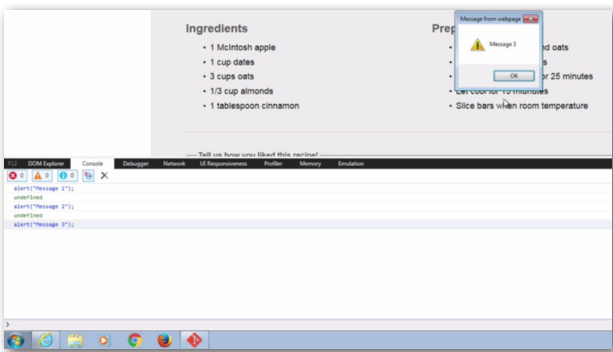 Ingredients
• 1 McIntosh apple
• 1 cup dates
• 3 cups oats
• 1/3 cup almonds
• 1 tablespoon cinnamon
Prep
nd oats
s
or 25 minutes
• Let cool for 15 minutes
• Slice bars when room temperature
Message from webpage
Message 3
OK
Tell us how you liked this recipe!
F12 DOM Explorer Console Debugger Network UI Responsiveness Profiler Memory Emulation
0 0 0
alert("Message 1");
undefined
alert("Message 2");
undefined
alert("Message 3");
>